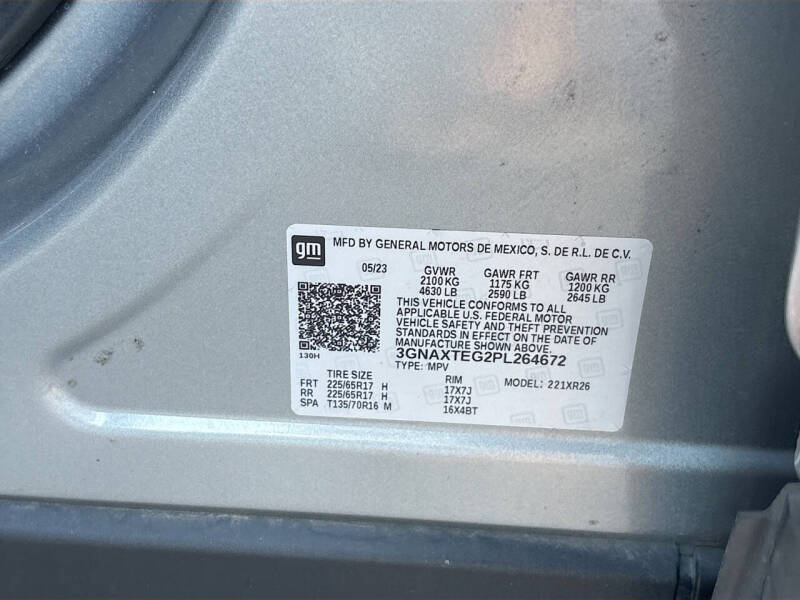 gm MFD BY GENERAL MOTORS DE MEXICO, S. DE R.L. DE C.V.
05/23 GVWR GAWR FRT GAWR RR
2100 KG 1175 KG 1200 KG
4630 LB 2590 LB 2645 LB
THIS VEHICLE CONFORMS TO ALL
APPLICABLE U.S. FEDERAL MOTOR
VEHICLE SAFETY AND THEFT PREVENTION
STANDARDS IN EFFECT ON THE DATE OF
MANUFACTURE SHOWN ABOVE.
130H 3GNAXTEG2PL264672
TYPE: MPV
TIRE SIZE RIM MODEL: 221XR26
FRT 225/65R17 H 17X7J
RR 225/65R17 H 17X7J
SPA T135/70R16 M 16X4BT